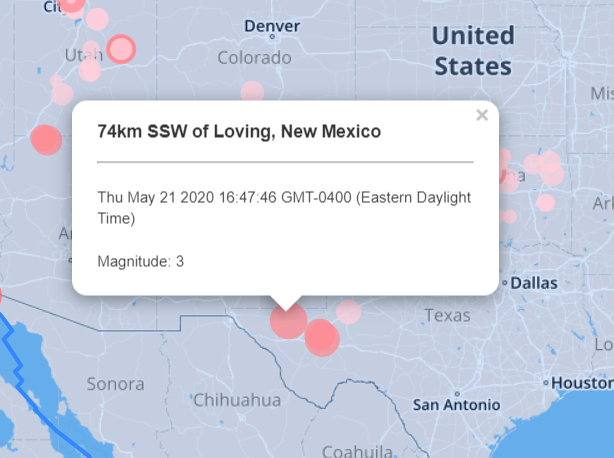 Cit
Denver
United
States
Utah
Colorado
Mis
×
74km SSW of Loving, New Mexico
Thu May 21 2020 16:47:46 GMT-0400 (Eastern Daylight
Time)
Magnitude: 3
a
Ar
Ark
Dallas
Texas
Lo
Sonora
Chihuahua
Houston
San Antonio
Coahuila